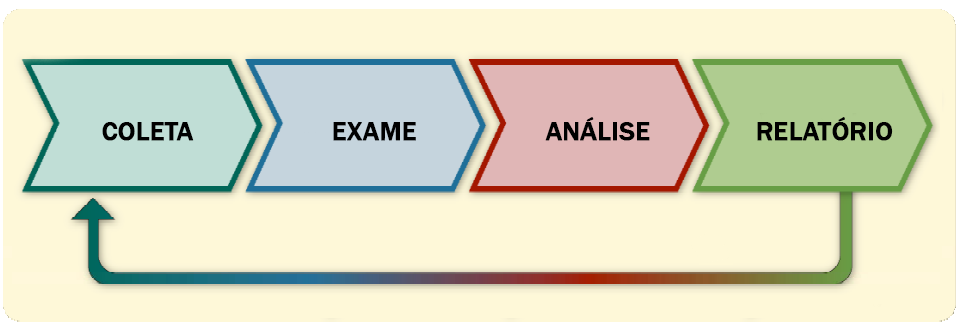 COLETA
EXAME
ANÁLISE
RELATÓRIO